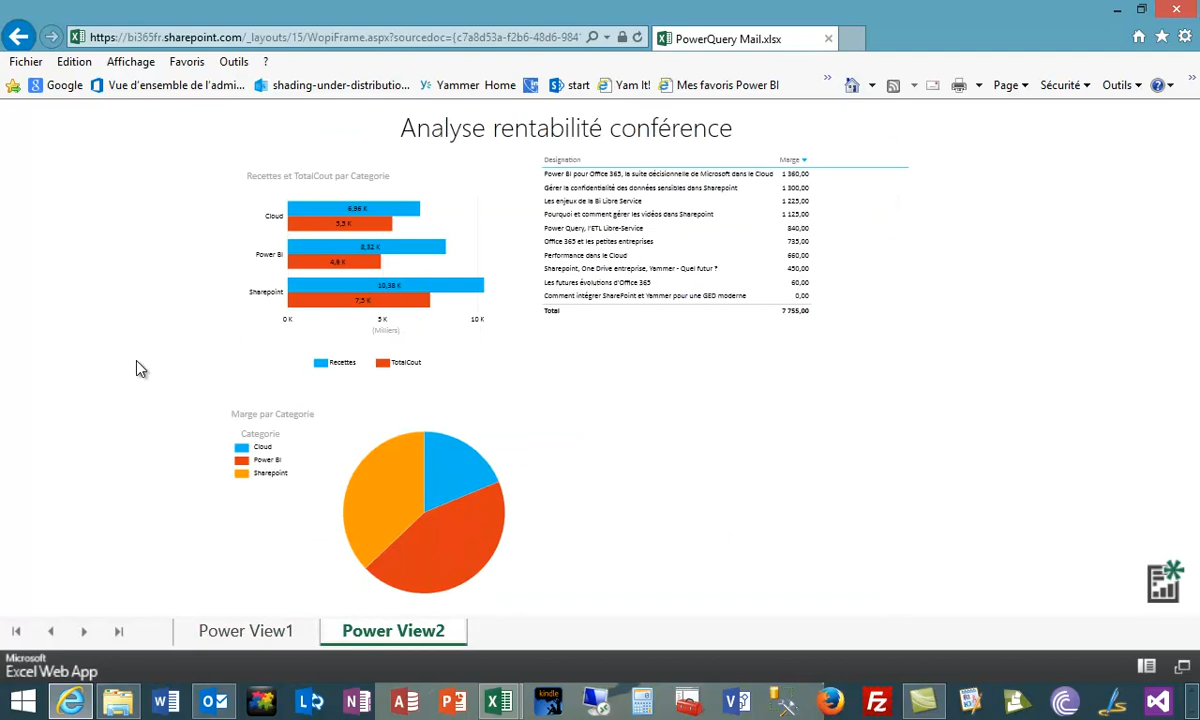 https://bi365fr.sharepoint.com/_layouts/15/WopiFrame.aspx?sourcedoc={c7a8d53a-f2b6-48d6-984
PowerQuery Mail.xlsx
Fichier Edition Affichage Favoris Outils ?
Google Vue d'ensemble de l'admi... shading-under-distributio... Yammer Home start Yam It! Mes favoris Power BI » Page Sécurité Outils »
Analyse rentabilité conférence
Recettes et TotalCout par Categorie
Cloud 6,96 K
5,5 K
Power BI 8,32 K
4,9 K
Sharepoint 10,38 K
7,5 K
0 K 5 K 10 K
(Milliers)
Recettes TotalCout
Designation Marge
Power BI pour Office 365, la suite décisionnelle de Microsoft dans le Cloud 1 360,00
Gérer la confidentialité des données sensibles dans Sharepoint 1 300,00
Les enjeux de la Bi Libre Service 1 225,00
Pourquoi et comment gérer les vidéos dans Sharepoint 1 125,00
Power Query, l'ETL Libre-Service 840,00
Office 365 et les petites entreprises 735,00
Performance dans le Cloud 660,00
Sharepoint, One Drive entreprise, Yammer - Quel futur ? 450,00
Les futures évolutions d'Office 365 60,00
Comment intégrer SharePoint et Yammer pour une GED moderne 0,00
Total 7 755,00
Marge par Categorie
Categorie
Cloud
Power BI
Sharepoint
Power View1 Power View2
Microsoft
Excel Web App
kindle